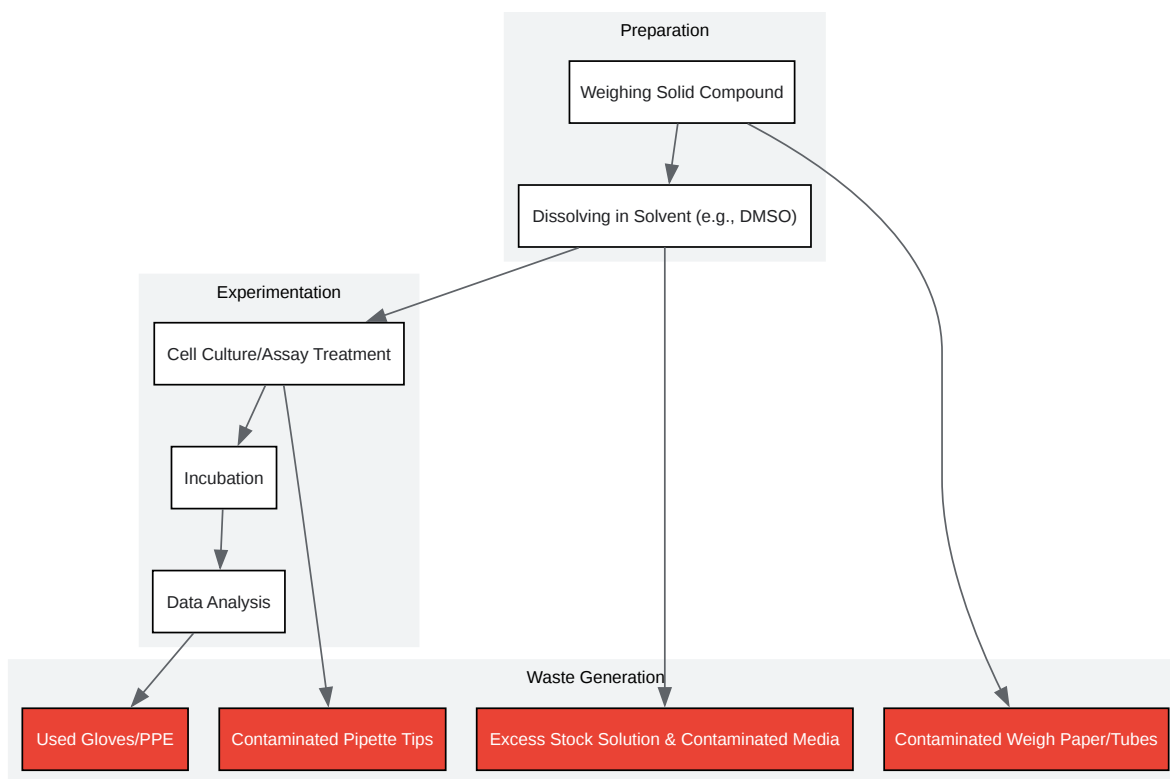 Preparation
Weighing Solid Compound
Dissolving in Solvent (e.g., DMSO)
Experimentation
Cell Culture/Assay Treatment
Incubation
Data Analysis
Waste Generation
Used Gloves/PPE
Contaminated Pipette Tips
Excess Stock Solution & Contaminated Media
Contaminated Weigh Paper/Tubes